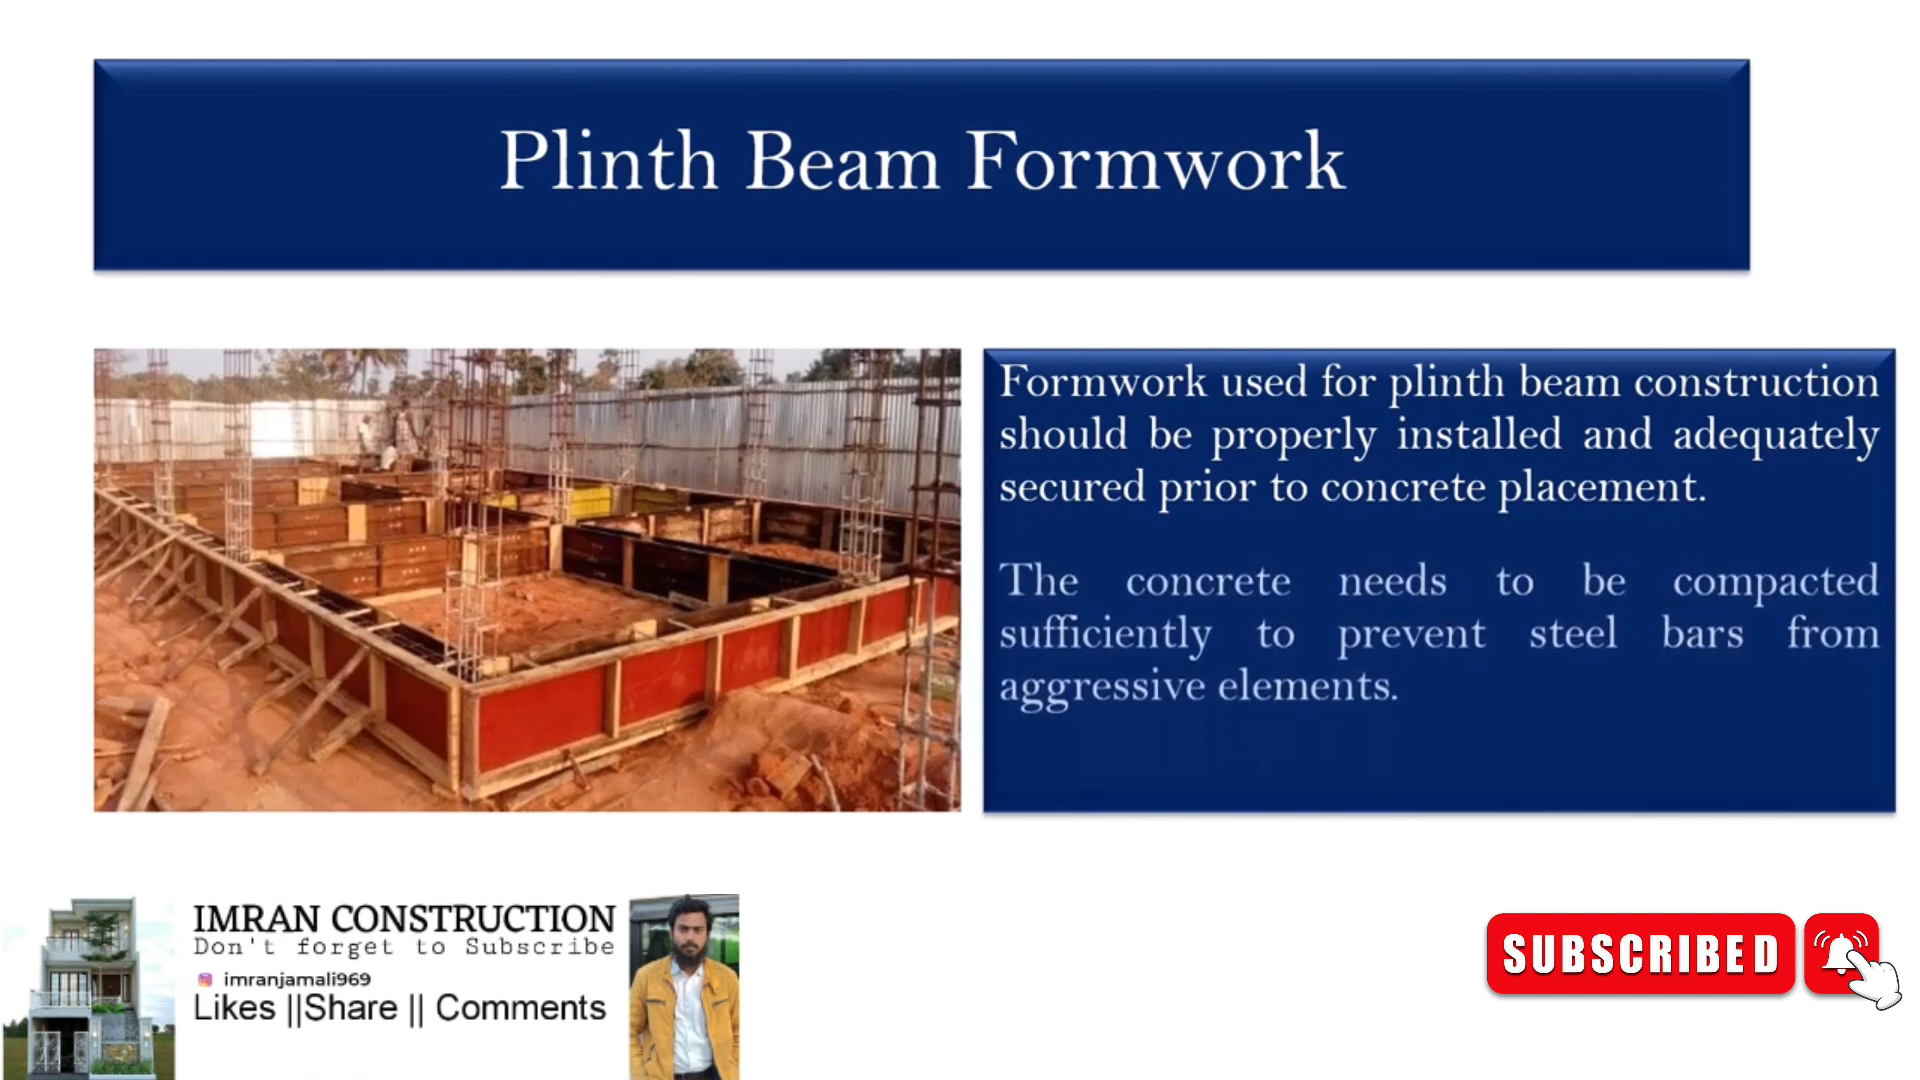 Plinth Beam Formwork
Formwork used for plinth beam construction
should be properly installed and adequately
secured prior to concrete placement.
The concrete needs to be compacted
sufficiently to prevent steel bars from
aggressive elements.
IMRAN CONSTRUCTION
Don't forget to Subscribe
imranjamali969
Likes ||Share || Comments
SUBSCRIBED